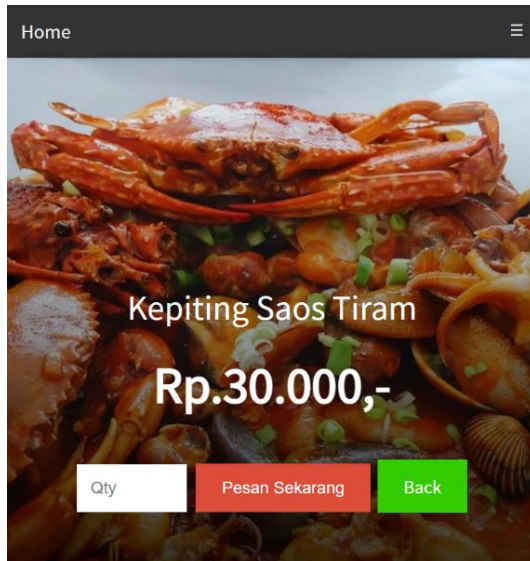 Home ☰
Kepiting Saos Tiram
Rp.30.000,-
Qty Pesan Sekarang Back